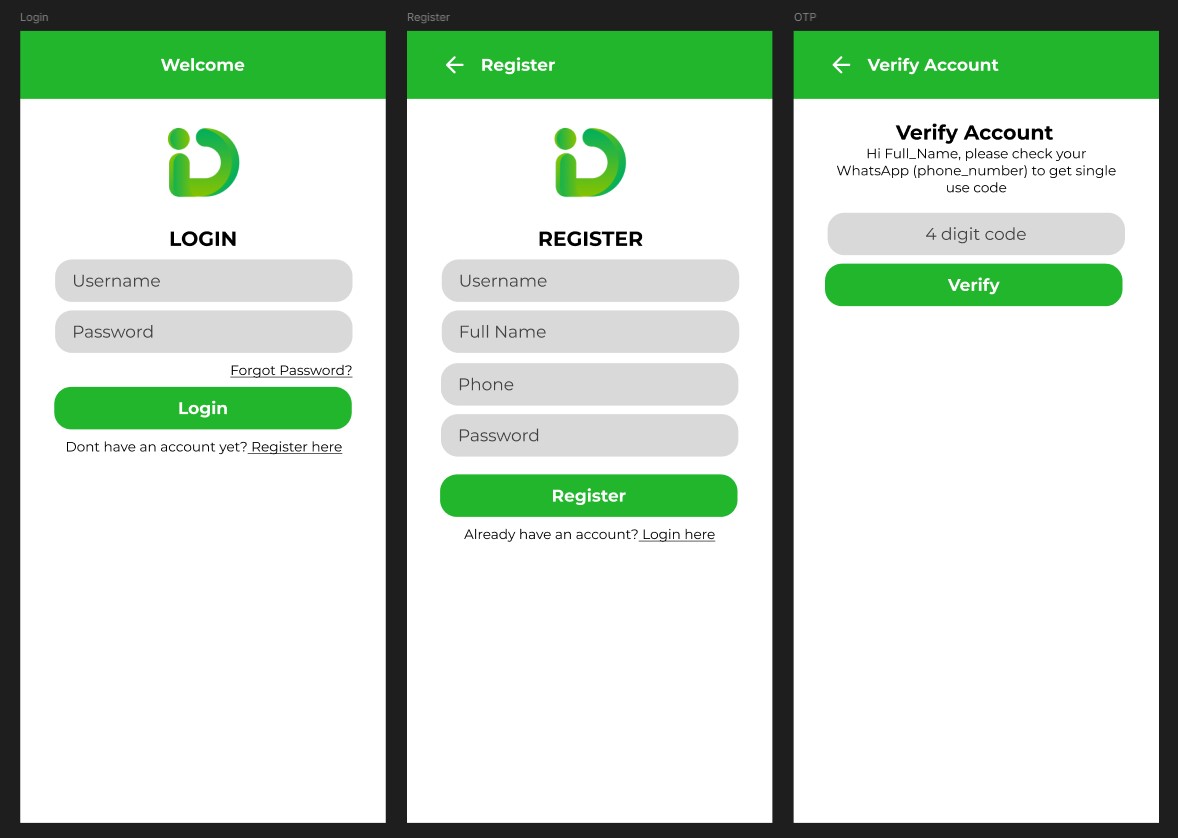 Login
Welcome
LOGIN
Username
Password
Forgot Password?
Login
Dont have an account yet? Register here
Register
Register
REGISTER
Username
Full Name
Phone
Password
Register
Already have an account? Login here
OTP
Verify Account
Verify Account
Hi Full_Name, please check your
WhatsApp (phone_number) to get single
use code
4 digit code
Verify